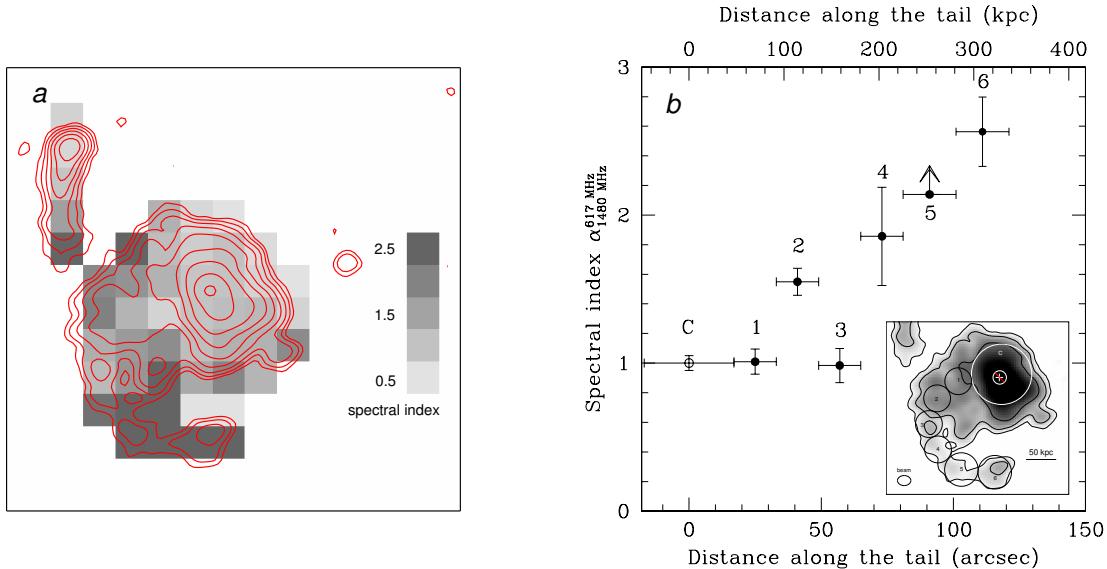 a
2.5
1.5
0.5
spectral index
Distance along the tail (kpc)
0 100 200 300 400
b
3
2
1
0
Spectral index α 617 MHz 1480 MHz
C
1
2
3
4
5
6
C
1
2
3
4
5
6
beam
50 kpc
0 50 100 150
Distance along the tail (arcsec)